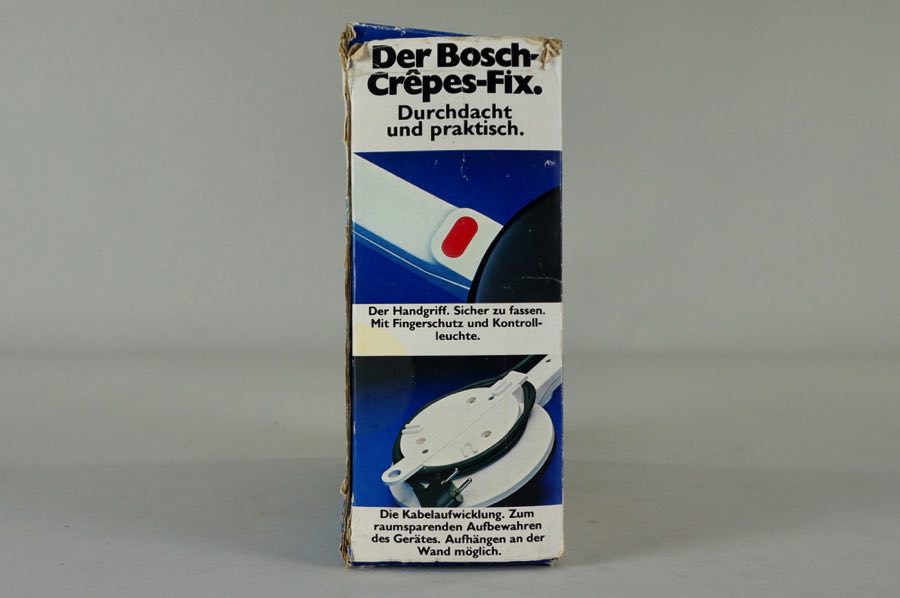 Der Bosch-
Crêpes-Fix.
Durchdacht
und praktisch.
Der Handgriff. Sicher zu fassen.
Mit Fingerschutz und Kontroll-
leuchte.
Die Kabelaufwicklung. Zum
raumsparenden Aufbewahren
des Gerätes. Aufhängen an der
Wand möglich.